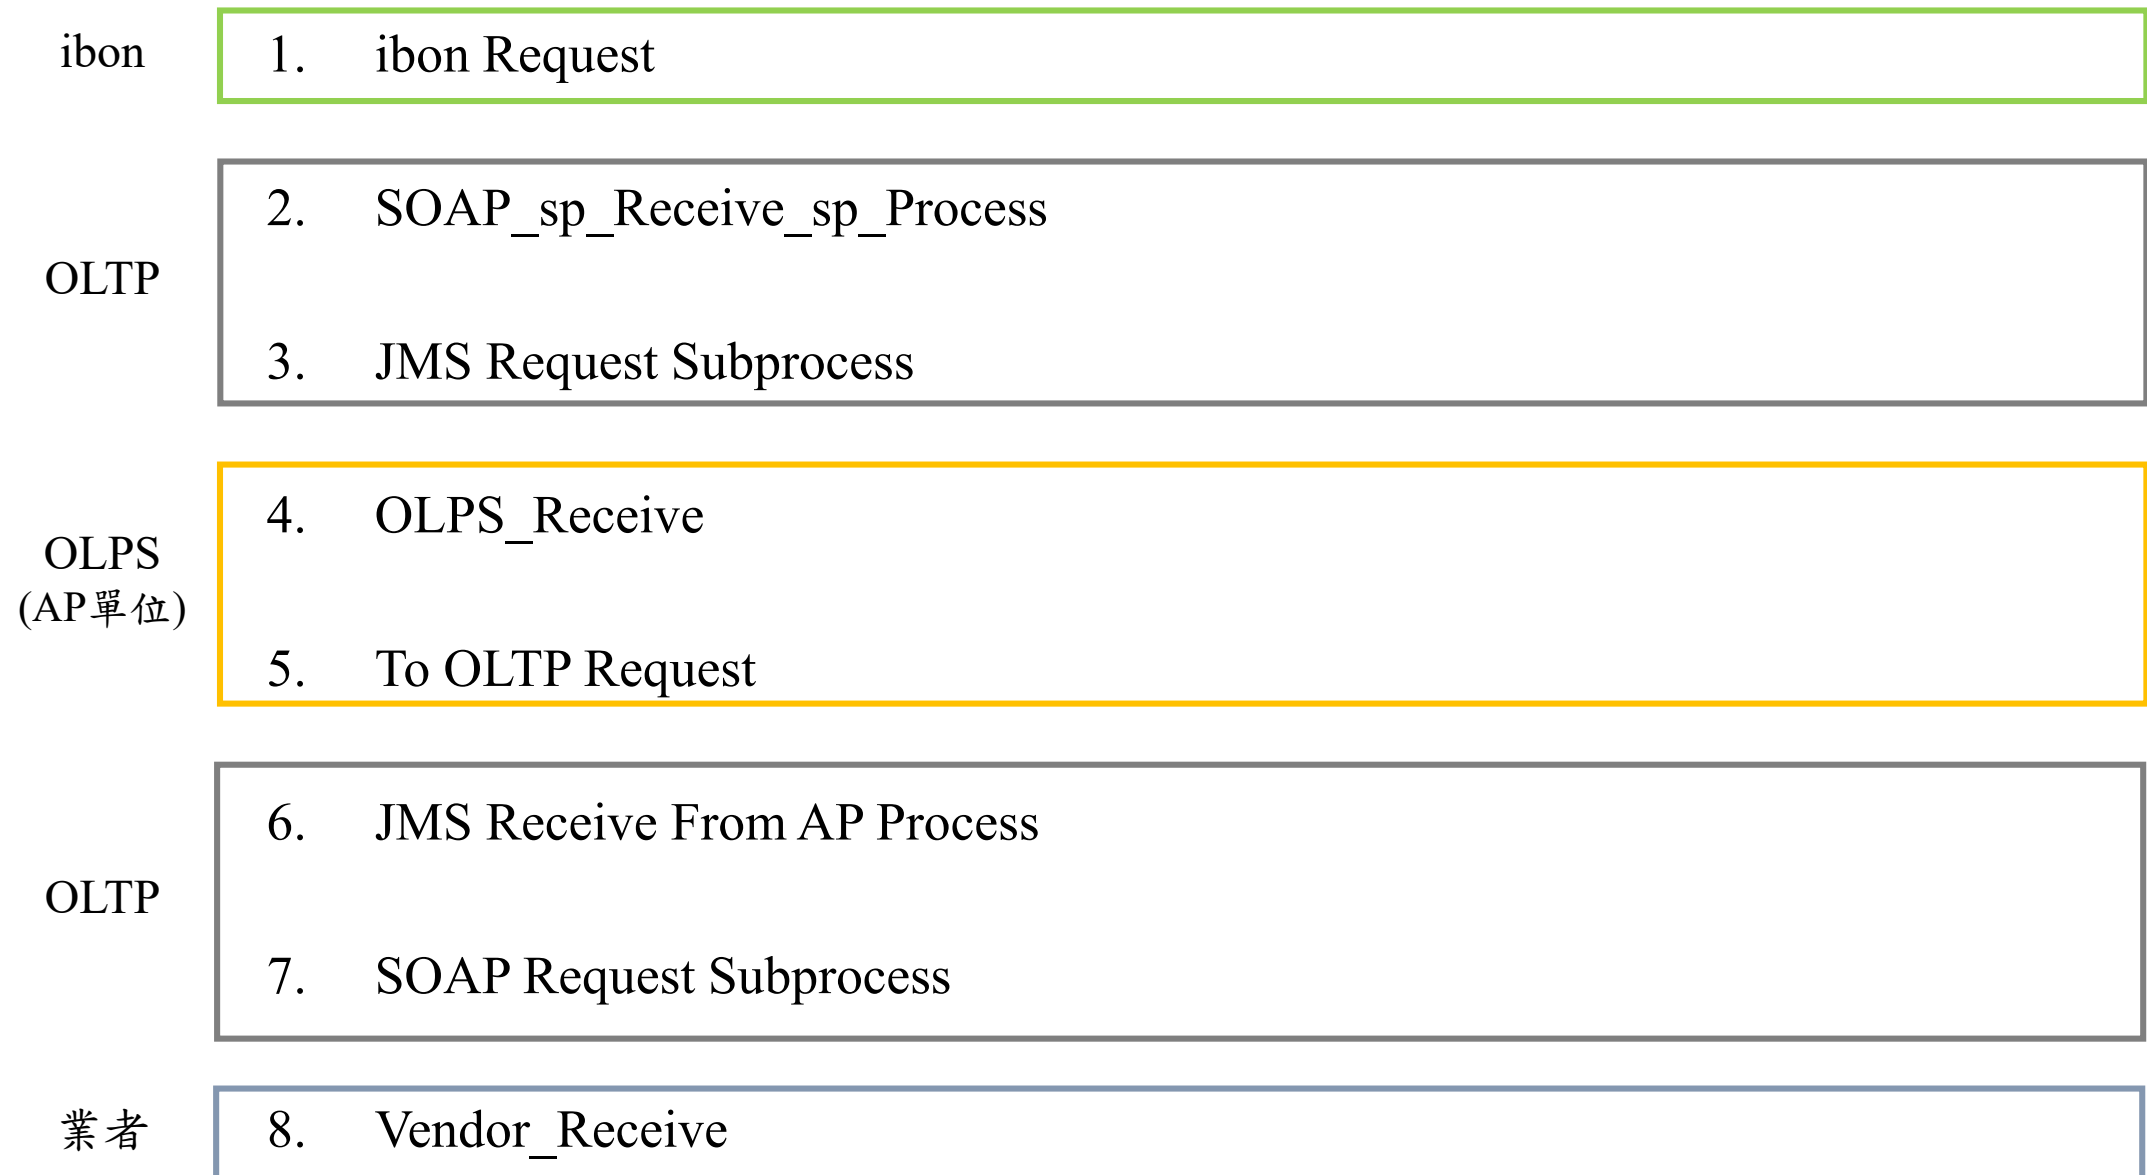 ibon
1. ibon Request
2. SOAP_sp_Receive_sp_Process
OLTP
3. JMS Request Subprocess
4. OLPS_Receive
OLPS
(AP單位)
5. To OLTP Request
6. JMS Receive From AP Process
OLTP
7. SOAP Request Subprocess
業者
8. Vendor_Receive